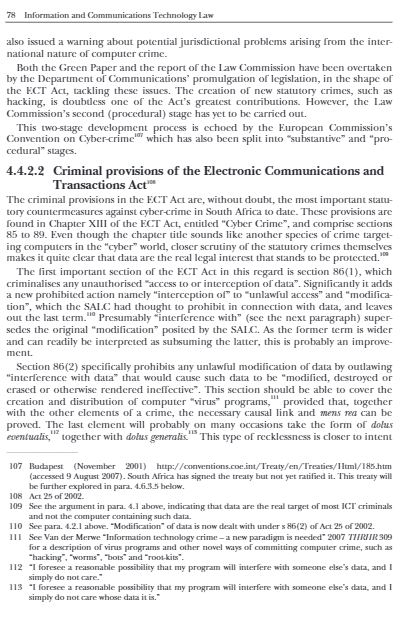 78 Information and Communications Technology Law
also issued a warning about potential jurisdictional problems arising from the inter-
national nature of computer crime.
Both the Green Paper and the report of the Law Commission have been overtaken
by the Department of Communications' promulgation of legislation, in the shape of
the ECT Act, tackling these issues. The creation of new statutory crimes, such as
hacking, is doubtless one of the Act's greatest contributions. However, the Law
Commission's second (procedural) stage has yet to be carried out.
This two-stage development process is echoed by the European Commission's
Convention on Cyber-crime107 which has also been split into "substantive" and "pro-
cedural" stages.
4.4.2.2 Criminal provisions of the Electronic Communications and
Transactions Act108
The criminal provisions in the ECT Act are, without doubt, the most important statu-
tory countermeasures against cyber-crime in South Africa to date. These provisions are
found in Chapter XIII of the ECT Act, entitled "Cyber Crime", and comprise sections
85 to 89. Even though the chapter title sounds like another species of crime target-
ing computers in the "cyber" world, closer scrutiny of the statutory crimes themselves
makes it quite clear that data are the real legal interest that stands to be protected.109
The first important section of the ECT Act in this regard is section 86(1), which
criminalises any unauthorised "access to or interception of data". Significantly it adds
a new prohibited action namely "interception of" to "unlawful access" and "modifica-
tion", which the SALC had thought to prohibit in connection with data, and leaves
out the last term.110 Presumably "interference with" (see the next paragraph) super-
sedes the original "modification" posited by the SALC. As the former term is wider
and can readily be interpreted as subsuming the latter, this is probably an improve-
ment.
Section 86(2) specifically prohibits any unlawful modification of data by outlawing
"interference with data" that would cause such data to be "modified, destroyed or
erased or otherwise rendered ineffective". This section should be able to cover the
creation and distribution of computer "virus" programs,111 provided that, together
with the other elements of a crime, the necessary causal link and mens rea can be
proved. The last element will probably on many occasions take the form of dolus
eventualis,112 together with dolus generalis.113 This type of recklessness is closer to intent
107 Budapest (November 2001) http://conventions.coe.int/Treaty/en/Treaties/Html/185.htm
(accessed 9 August 2007). South Africa has signed the treaty but not yet ratified it. This treaty will
be further explored in para. 4.6.3.5 below.
108 Act 25 of 2002.
109 See the argument in para. 4.1 above, indicating that data are the real target of most ICT criminals
and not the computer containing such data.
110 See para. 4.2.1 above. "Modification" of data is now dealt with under s 86(2) of Act 25 of 2002.
111 See Van der Merwe "Information technology crime – a new paradigm is needed" 2007 THRHR 309
for a description of virus programs and other novel ways of committing computer crime, such as
"hacking", "worms", "bots" and "root-kits".
112 "I foresee a reasonable possibility that my program will interfere with someone else's data, and I
simply do not care."
113 "I foresee a reasonable possibility that my program will interfere with someone else's data, and I
simply do not care whose data it is."